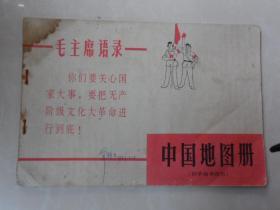 毛主席语录
你们要关心国
家大事，要把无产
阶级文化大革命进
行到底！
中国地图册